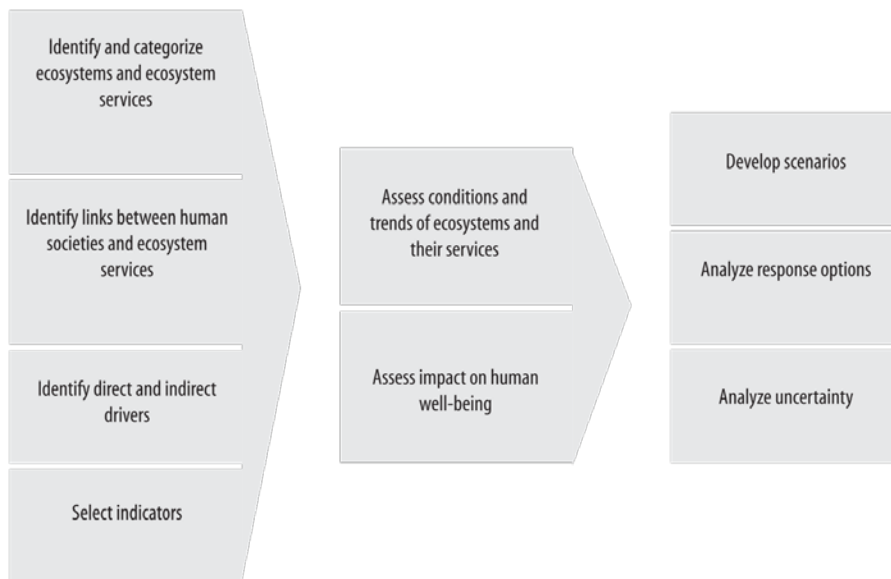 Identify and categorize
ecosystems and ecosystem
services
Identify links between human
societies and ecosystem
services
Identify direct and indirect
drivers
Select indicators
Assess conditions and
trends of ecosystems and
their services
Assess impact on human
well-being
Develop scenarios
Analyze response options
Analyze uncertainty